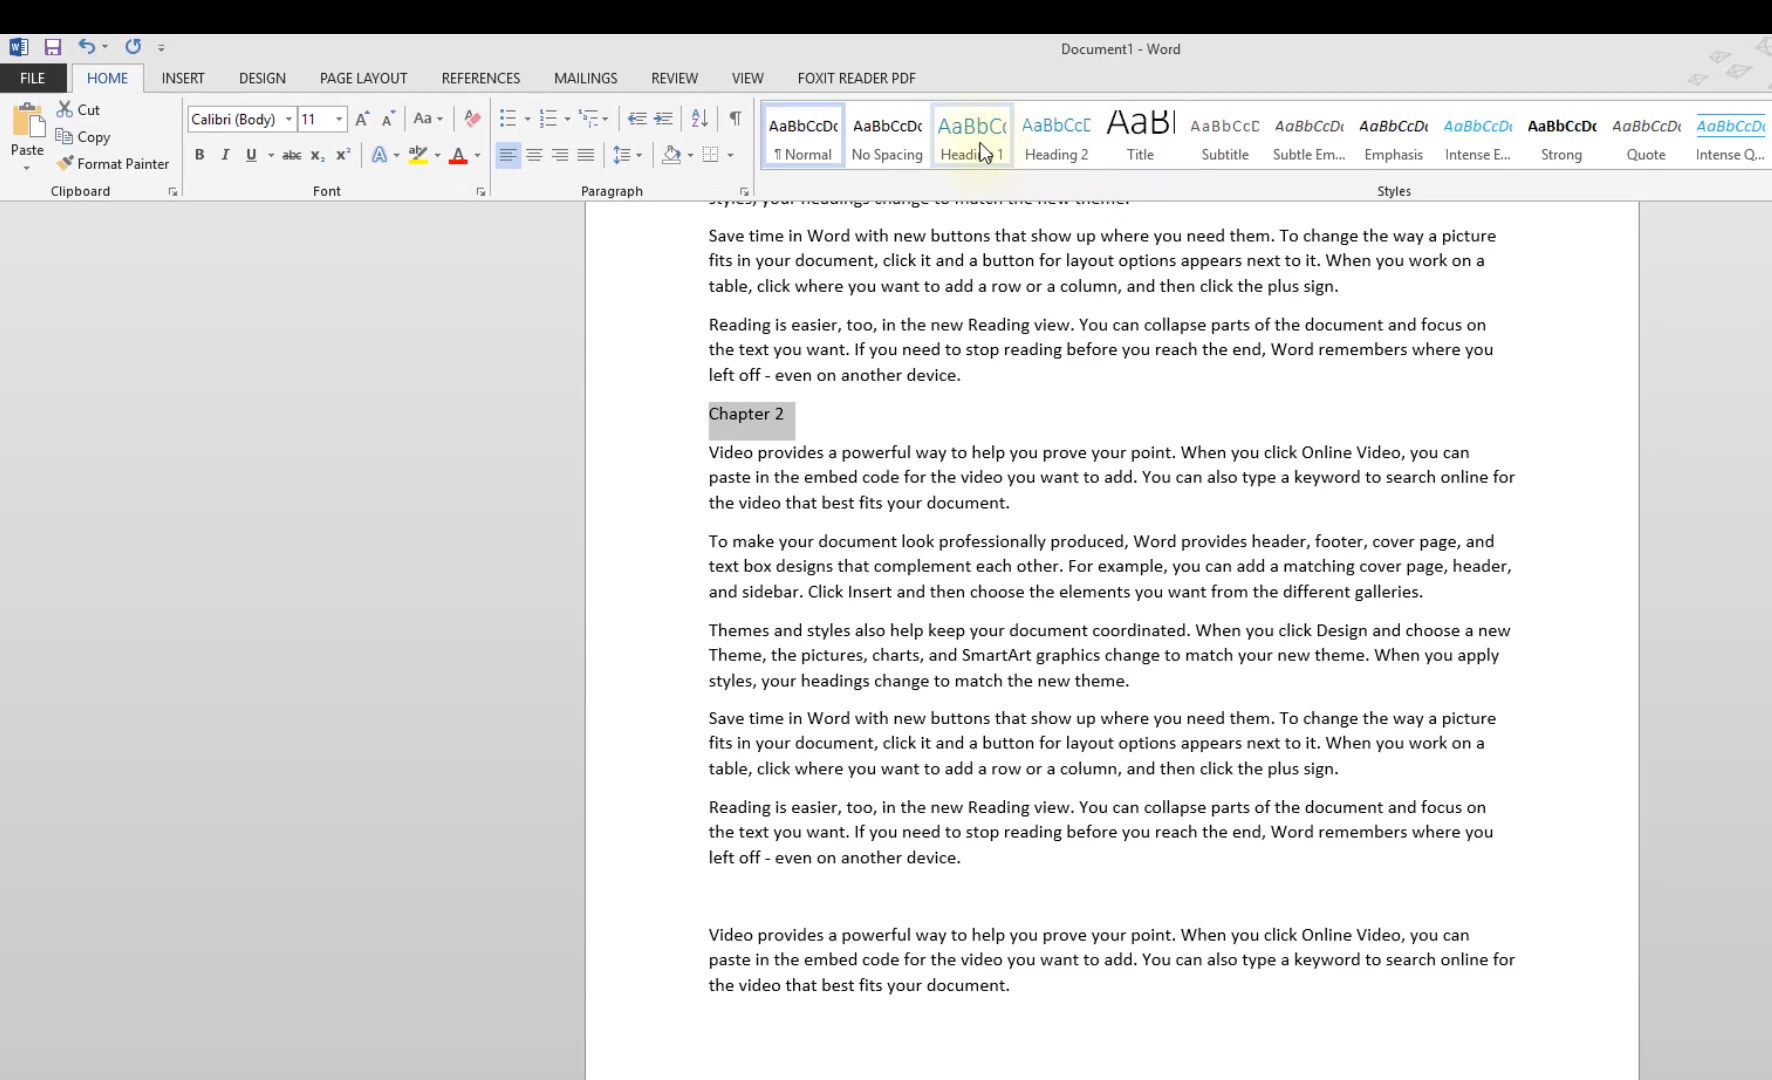 Document1 - Word
FILE HOME INSERT DESIGN PAGE LAYOUT REFERENCES MAILINGS REVIEW VIEW FOXIT READER PDF
Paste
Cut
Copy
Format Painter
Clipboard
Calibri (Body) 11
Aa
B I U abc X₂ X²
A ab A
Font
Paragraph
AaBbCcDc AaBbCcDc AaBbCc AaBbCcC AaB AaBbCcC AaBbCcDc AaBbCcDc AaBbCcDc AaBbCcDc AaBbCcDc AaBbCcDc
¶ Normal No Spacing Heading 1 Heading 2 Title Subtitle Subtle Em... Emphasis Intense E... Strong Quote Intense Q...
Styles
styles, your headings change to match the new theme.
Save time in Word with new buttons that show up where you need them. To change the way a picture
fits in your document, click it and a button for layout options appears next to it. When you work on a
table, click where you want to add a row or a column, and then click the plus sign.
Reading is easier, too, in the new Reading view. You can collapse parts of the document and focus on
the text you want. If you need to stop reading before you reach the end, Word remembers where you
left off - even on another device.
Chapter 2
Video provides a powerful way to help you prove your point. When you click Online Video, you can
paste in the embed code for the video you want to add. You can also type a keyword to search online for
the video that best fits your document.
To make your document look professionally produced, Word provides header, footer, cover page, and
text box designs that complement each other. For example, you can add a matching cover page, header,
and sidebar. Click Insert and then choose the elements you want from the different galleries.
Themes and styles also help keep your document coordinated. When you click Design and choose a new
Theme, the pictures, charts, and SmartArt graphics change to match your new theme. When you apply
styles, your headings change to match the new theme.
Save time in Word with new buttons that show up where you need them. To change the way a picture
fits in your document, click it and a button for layout options appears next to it. When you work on a
table, click where you want to add a row or a column, and then click the plus sign.
Reading is easier, too, in the new Reading view. You can collapse parts of the document and focus on
the text you want. If you need to stop reading before you reach the end, Word remembers where you
left off - even on another device.
Video provides a powerful way to help you prove your point. When you click Online Video, you can
paste in the embed code for the video you want to add. You can also type a keyword to search online for
the video that best fits your document.